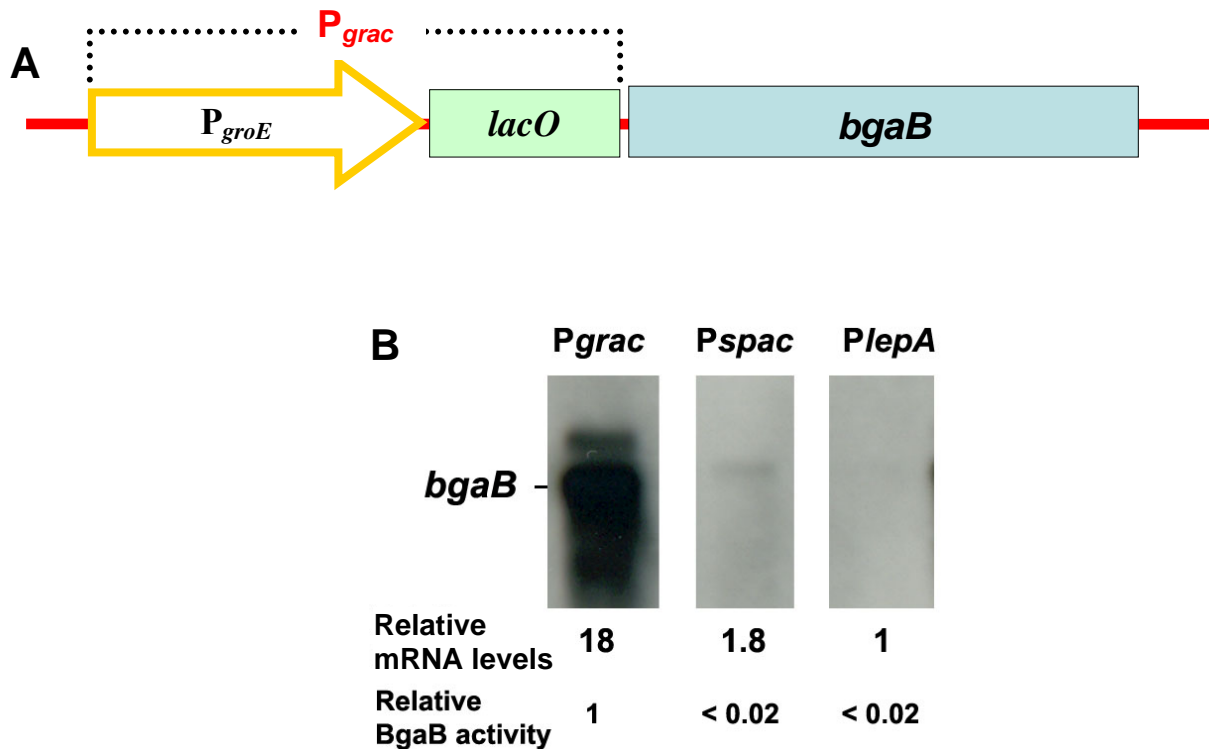 Pgrac
A
PgroE
lacO
bgaB
B
Pgrac Pspac PlepA
bgaB –
Relative
mRNA levels
18 1.8 1
Relative
BgaB activity
1 < 0.02 < 0.02